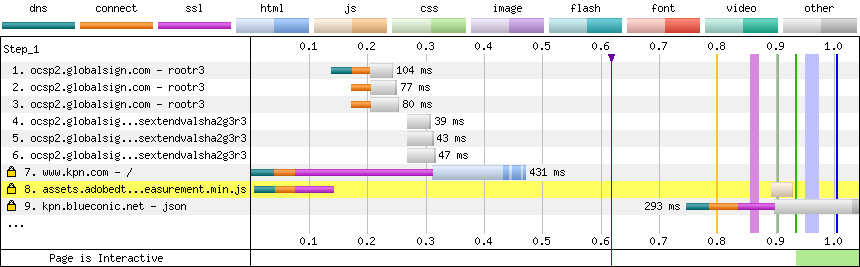 dns connect ssl html js css image flash font video other
Step_1 0.1 0.2 0.3 0.4 0.5 0.6 0.7 0.8 0.9 1.0
1. ocsp2.globalsign.com - rootr3 104 ms
2. ocsp2.globalsign.com - rootr3 77 ms
3. ocsp2.globalsign.com - rootr3 80 ms
4. ocsp2.globalsig...sextendvalsha2g3r3 39 ms
5. ocsp2.globalsig...sextendvalsha2g3r3 43 ms
6. ocsp2.globalsig...sextendvalsha2g3r3 47 ms
7. www.kpn.com - / 431 ms
8. assets.adobedt...easurement.min.js
9. kpn.blueconic.net - json 293 ms
...
0.1 0.2 0.3 0.4 0.5 0.6 0.7 0.8 0.9 1.0
Page is Interactive